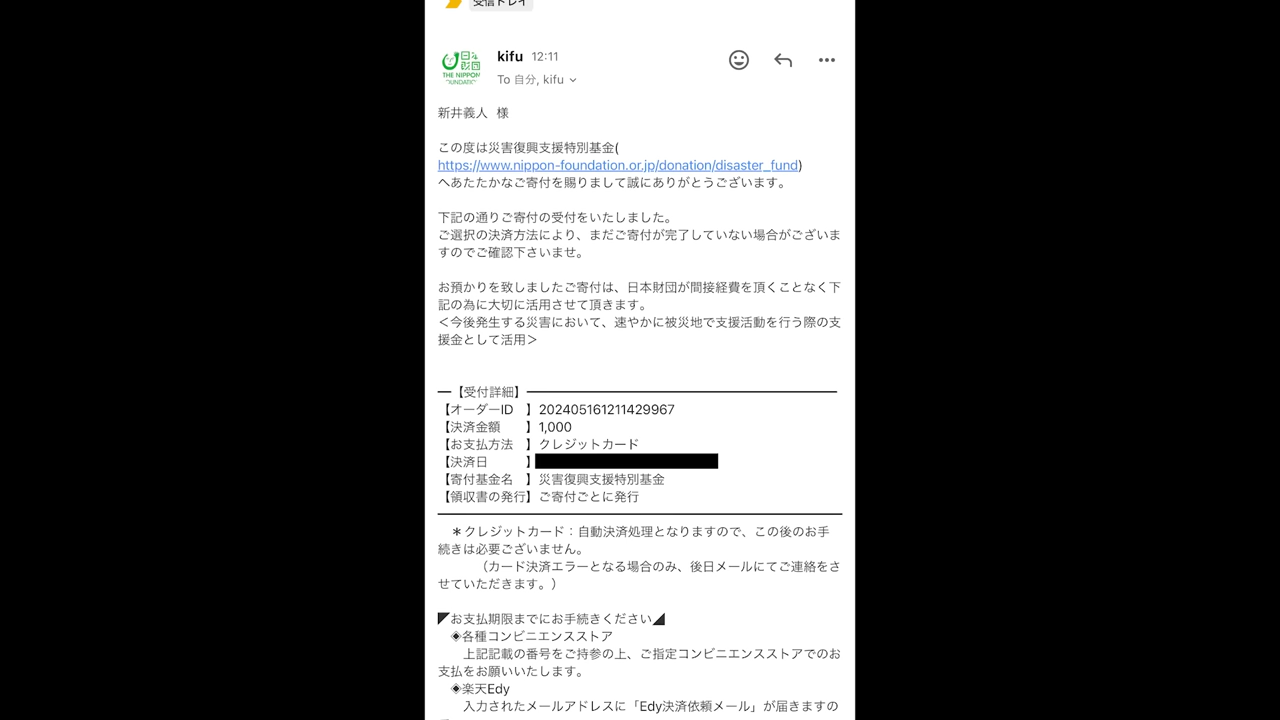 受信トレイ
kifu 12:11
To 自分, kifu
THE NIPPON
新井義人 様
この度は災害復興支援特別基金(
https://www.nippon-foundation.or.jp/donation/disaster_fund)
へあたたかなご寄付を賜りまして誠にありがとうございます。
下記の通りご寄付の受付をいたしました。
ご選択の決済方法により、まだご寄付が完了していない場合がございま
すのでご確認下さいませ。
お預かりを致しましたご寄付は、日本財団が間接経費を頂くことなく下
記の為に大切に活用させて頂きます。
＜今後発生する災害において、速やかに被災地で支援活動を行う際の支
援金として活用＞
━【受付詳細】━━━━━━━━━━━━━━━━━━
【オーダーID 】202405161211429967
【決済金額 】1,000
【お支払方法 】クレジットカード
【決済日 】
【寄付基金名 】災害復興支援特別基金
【領収書の発行】ご寄付ごとに発行
＊クレジットカード：自動決済処理となりますので、この後のお手
続きは必要ございません。
（カード決済エラーとなる場合のみ、後日メールにてご連絡をさ
せていただきます。）
◤お支払期限までにお手続きください◢
◈各種コンビニエンスストア
上記記載の番号をご持参の上、ご指定コンビニエンスストアでのお
支払をお願いいたします。
◈楽天Edy
入力されたメールアドレスに「Edy決済依頼メール」が届きますの